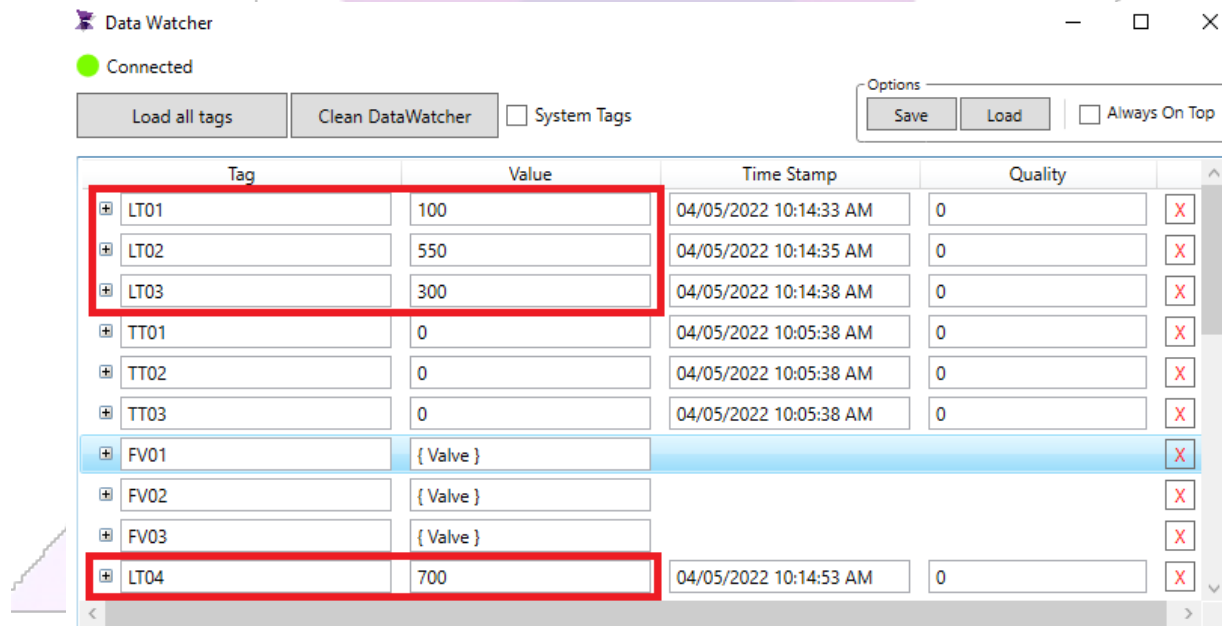 Data Watcher
Connected
Options
Load all tags Clean DataWatcher System Tags Save Load Always On Top
Tag Value Time Stamp Quality
LT01 100 04/05/2022 10:14:33 AM 0 X
LT02 550 04/05/2022 10:14:35 AM 0 X
LT03 300 04/05/2022 10:14:38 AM 0 X
TT01 0 04/05/2022 10:05:38 AM 0 X
TT02 0 04/05/2022 10:05:38 AM 0 X
TT03 0 04/05/2022 10:05:38 AM 0 X
FV01 { Valve } X
FV02 { Valve } X
FV03 { Valve } X
LT04 700 04/05/2022 10:14:53 AM 0 X